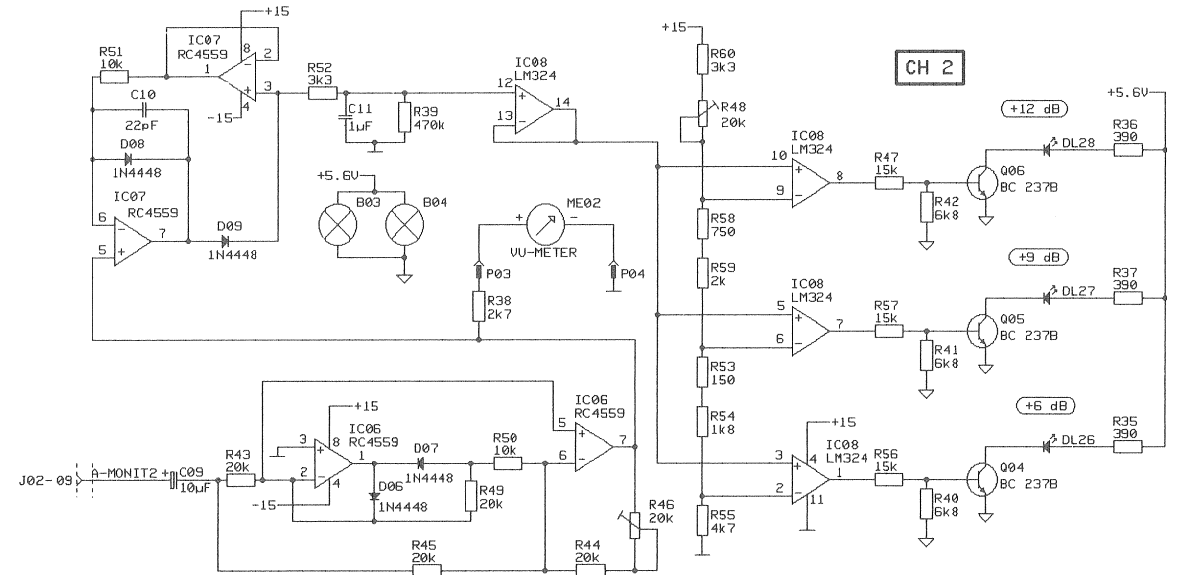 +15
IC07
RC4559
8
2
1
3
4
-15
R51
10k
C10
22pF
D08
1N4448
IC07
RC4559
6
5
7
D09
1N4448
R52
3k3
C11
1µF
R39
470k
IC08
LM324
12
13
14
+5.6V
B03
B04
ME02
+
-
VU-METER
P03
P04
R38
2k7
+15
R60
3k3
R48
20k
R58
750
R59
2k
R53
150
R54
1k8
R55
4k7
CH 2
+5.6V
+12 dB
IC08
LM324
10
9
8
R47
15k
R42
6k8
Q06
BC 237B
DL28
R36
390
+9 dB
IC08
LM324
5
6
7
R57
15k
R41
6k8
Q05
BC 237B
DL27
R37
390
+6 dB
+15
IC08
LM324
3
2
4
11
1
R56
15k
R40
6k8
Q04
BC 237B
DL26
R35
390
J02-09
A-MONIT2
+
C09
10µF
R43
20k
+15
IC06
RC4559
3
2
8
4
1
-15
D07
1N4448
D06
1N4448
R49
20k
R50
10k
IC06
RC4559
5
6
7
R46
20k
R45
20k
R44
20k